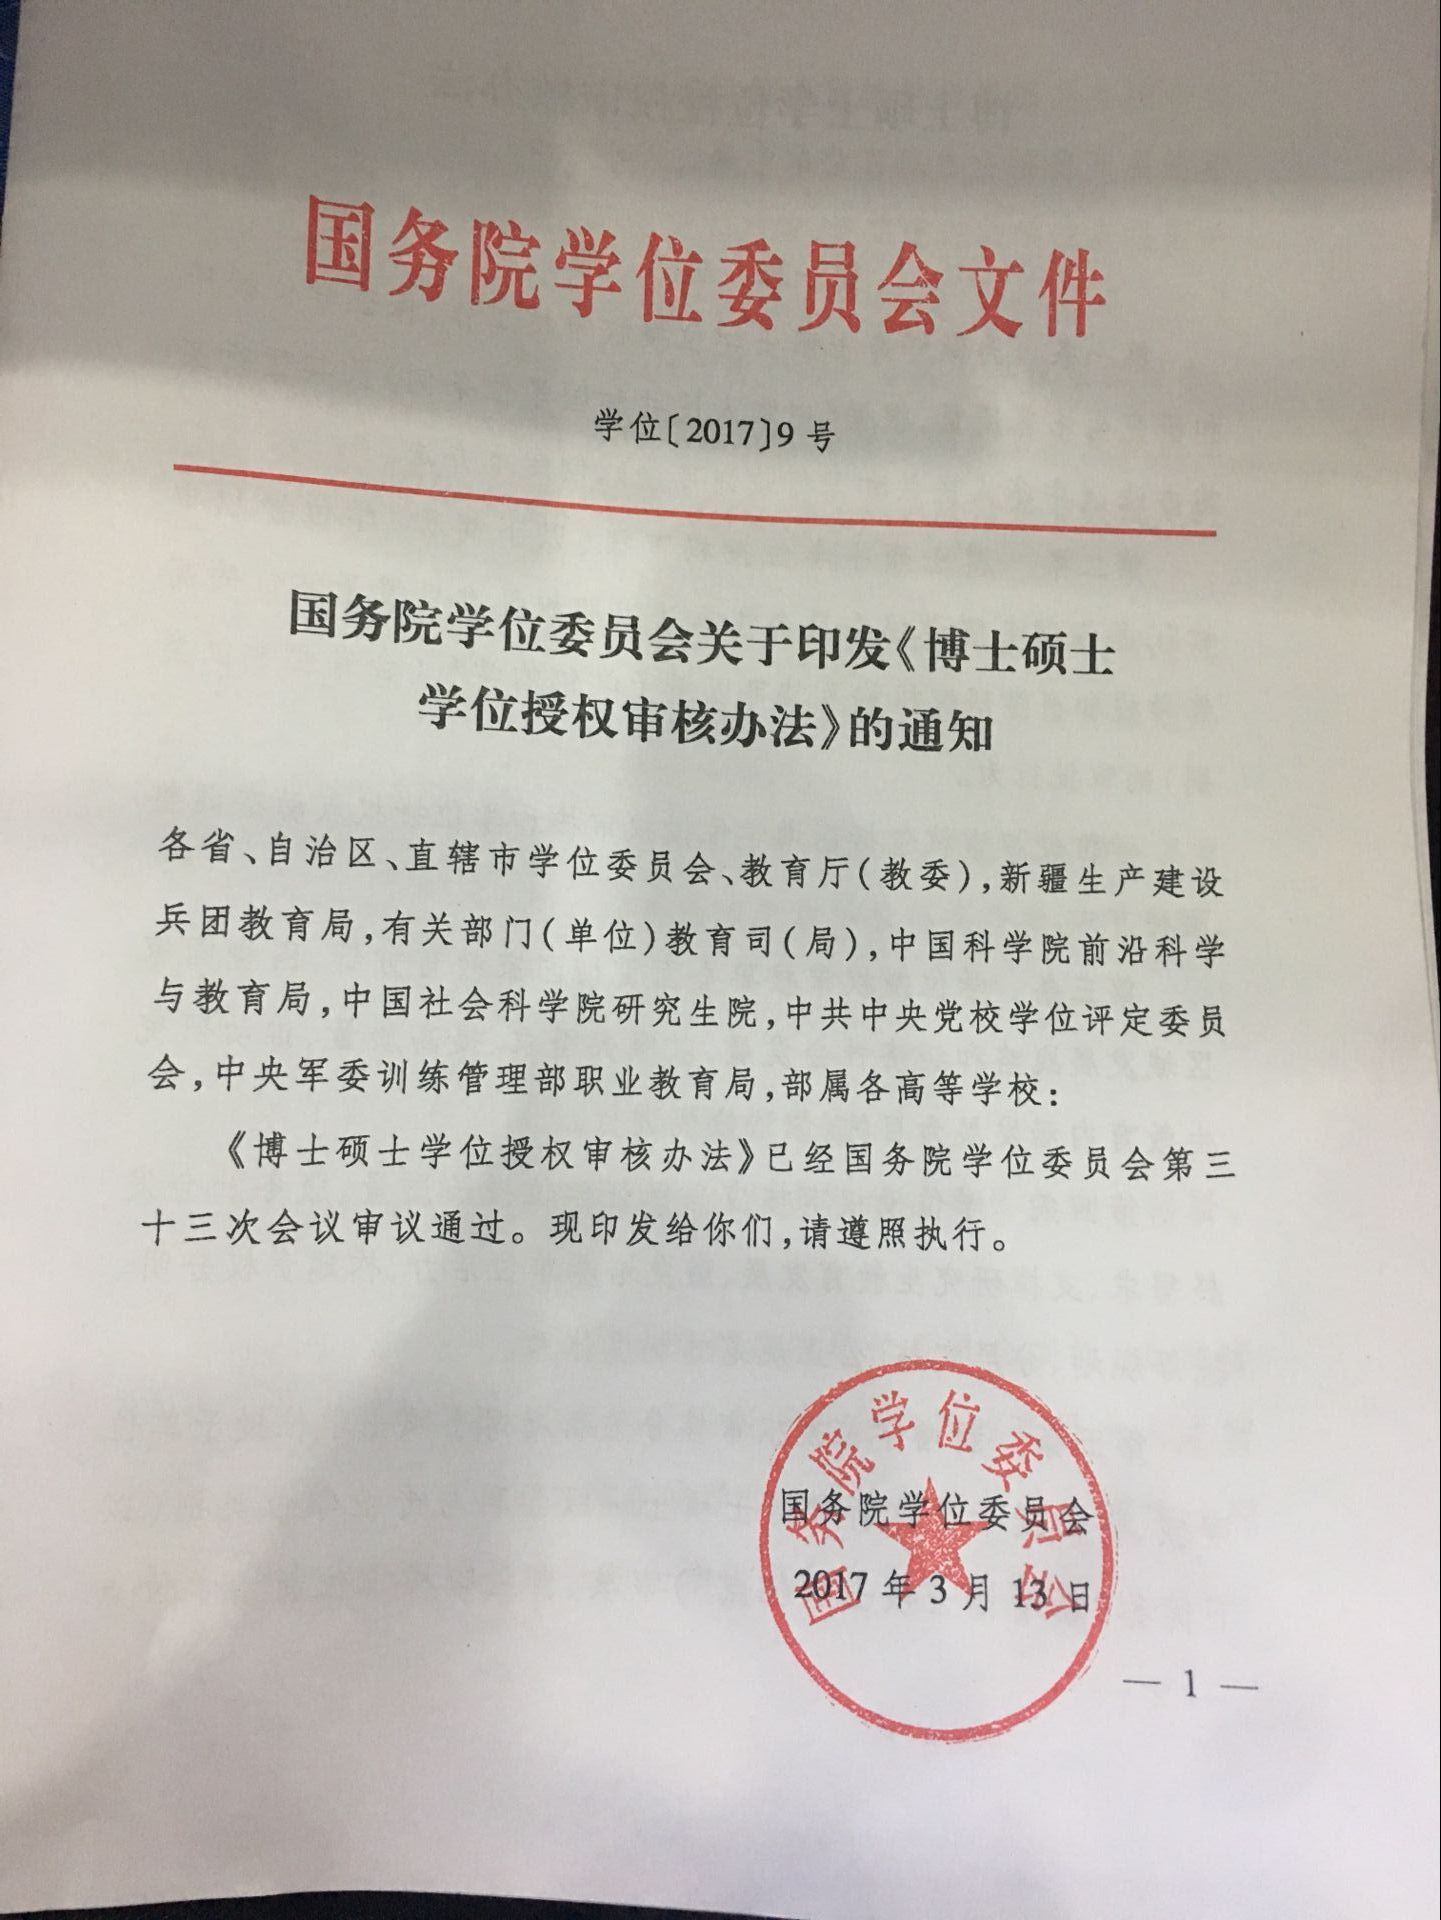 国务院学位委员会文件
学位〔2017〕9号
国务院学位委员会关于印发《博士硕士
学位授权审核办法》的通知
各省、自治区、直辖市学位委员会、教育厅(教委),新疆生产建设
兵团教育局,有关部门(单位)教育司(局),中国科学院前沿科学
与教育局,中国社会科学院研究生院,中共中央党校学位评定委员
会,中央军委训练管理部职业教育局,部属各高等学校:
《博士硕士学位授权审核办法》已经国务院学位委员会第三
十三次会议审议通过。现印发给你们,请遵照执行。
国务院学位委员会
国务院学位委员会
2017年3月13日
— 1 —